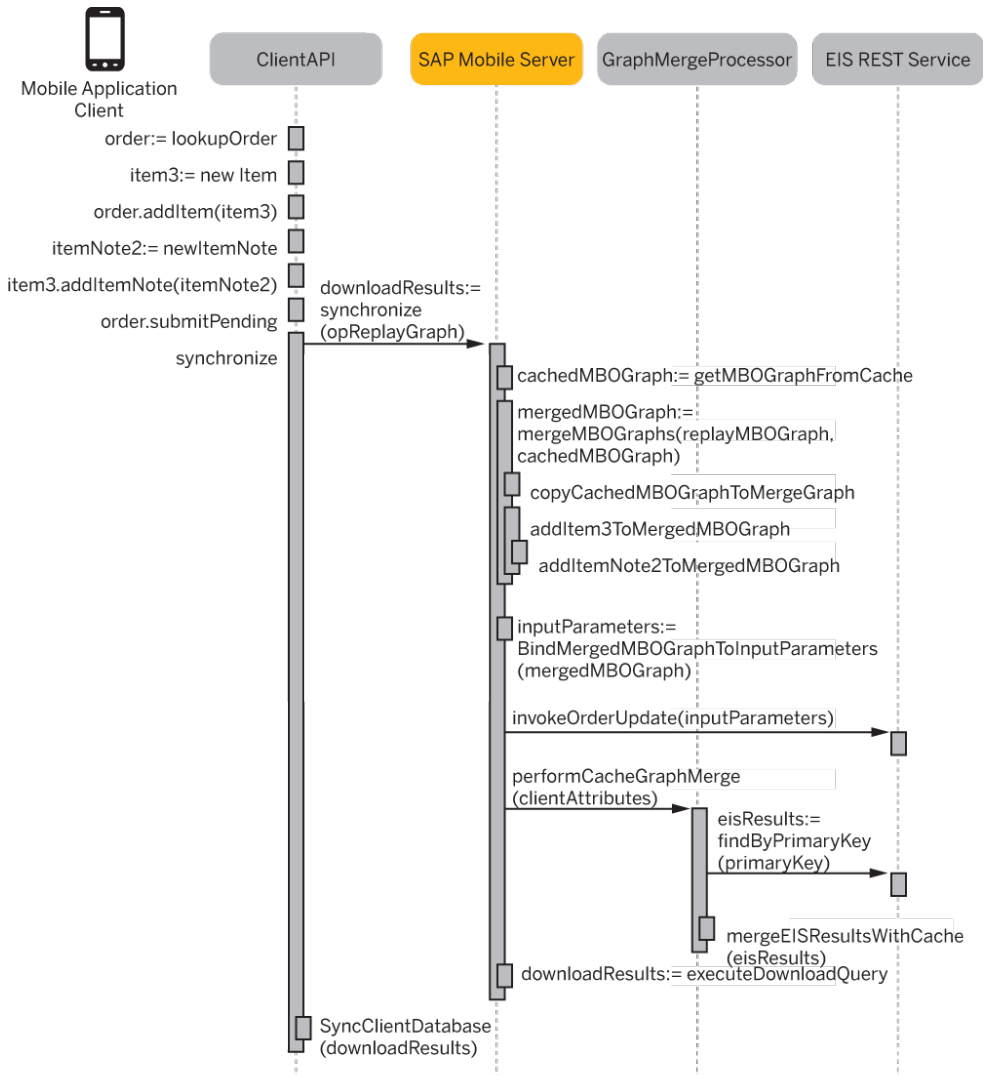 Mobile Application
Client
ClientAPI
SAP Mobile Server
GraphMergeProcessor
EIS REST Service
order:= lookupOrder
item3:= new Item
order.addItem(item3)
itemNote2:= newItemNote
item3.addItemNote(itemNote2)
order.submitPending
synchronize
downloadResults:=
synchronize
(opReplayGraph)
cachedMBOGraph:= getMBOGraphFromCache
mergedMBOGraph:=
mergeMBOGraphs(replayMBOGraph,
cachedMBOGraph)
copyCachedMBOGraphToMergeGraph
addItem3ToMergedMBOGraph
addItemNote2ToMergedMBOGraph
inputParameters:=
BindMergedMBOGraphToInputParameters
(mergedMBOGraph)
invokeOrderUpdate(inputParameters)
performCacheGraphMerge
(clientAttributes)
eisResults:=
findByPrimaryKey
(primaryKey)
mergeEISResultsWithCache
(eisResults)
downloadResults:= executeDownloadQuery
SyncClientDatabase
(downloadResults)